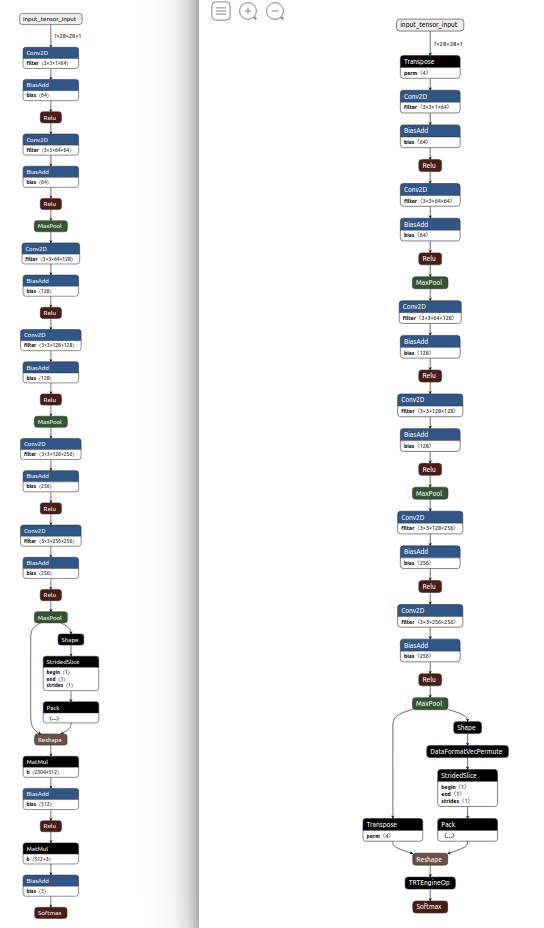 input_tensor_input
?×28×28×1
Conv2D
filter ⟨3×3×1×64⟩
BiasAdd
bias ⟨64⟩
Relu
Conv2D
filter ⟨3×3×64×64⟩
BiasAdd
bias ⟨64⟩
Relu
MaxPool
Conv2D
filter ⟨3×3×64×128⟩
BiasAdd
bias ⟨128⟩
Relu
Conv2D
filter ⟨3×3×128×128⟩
BiasAdd
bias ⟨128⟩
Relu
MaxPool
Conv2D
filter ⟨3×3×128×256⟩
BiasAdd
bias ⟨256⟩
Relu
Conv2D
filter ⟨3×3×256×256⟩
BiasAdd
bias ⟨256⟩
Relu
MaxPool
Shape
StridedSlice
begin ⟨1⟩
end ⟨1⟩
strides ⟨1⟩
Pack
⟨...⟩
Reshape
MatMul
b ⟨2304×512⟩
BiasAdd
bias ⟨512⟩
Relu
MatMul
b ⟨512×3⟩
BiasAdd
bias ⟨3⟩
Softmax
input_tensor_input
?×28×28×1
Transpose
perm ⟨4⟩
Conv2D
filter ⟨3×3×1×64⟩
BiasAdd
bias ⟨64⟩
Relu
Conv2D
filter ⟨3×3×64×64⟩
BiasAdd
bias ⟨64⟩
Relu
MaxPool
Conv2D
filter ⟨3×3×64×128⟩
BiasAdd
bias ⟨128⟩
Relu
Conv2D
filter ⟨3×3×128×128⟩
BiasAdd
bias ⟨128⟩
Relu
MaxPool
Conv2D
filter ⟨3×3×128×256⟩
BiasAdd
bias ⟨256⟩
Relu
Conv2D
filter ⟨3×3×256×256⟩
BiasAdd
bias ⟨256⟩
Relu
MaxPool
Shape
DataFormatVecPermute
StridedSlice
begin ⟨1⟩
end ⟨1⟩
strides ⟨1⟩
Transpose
perm ⟨4⟩
Pack
⟨...⟩
Reshape
TRTEngineOp
Softmax